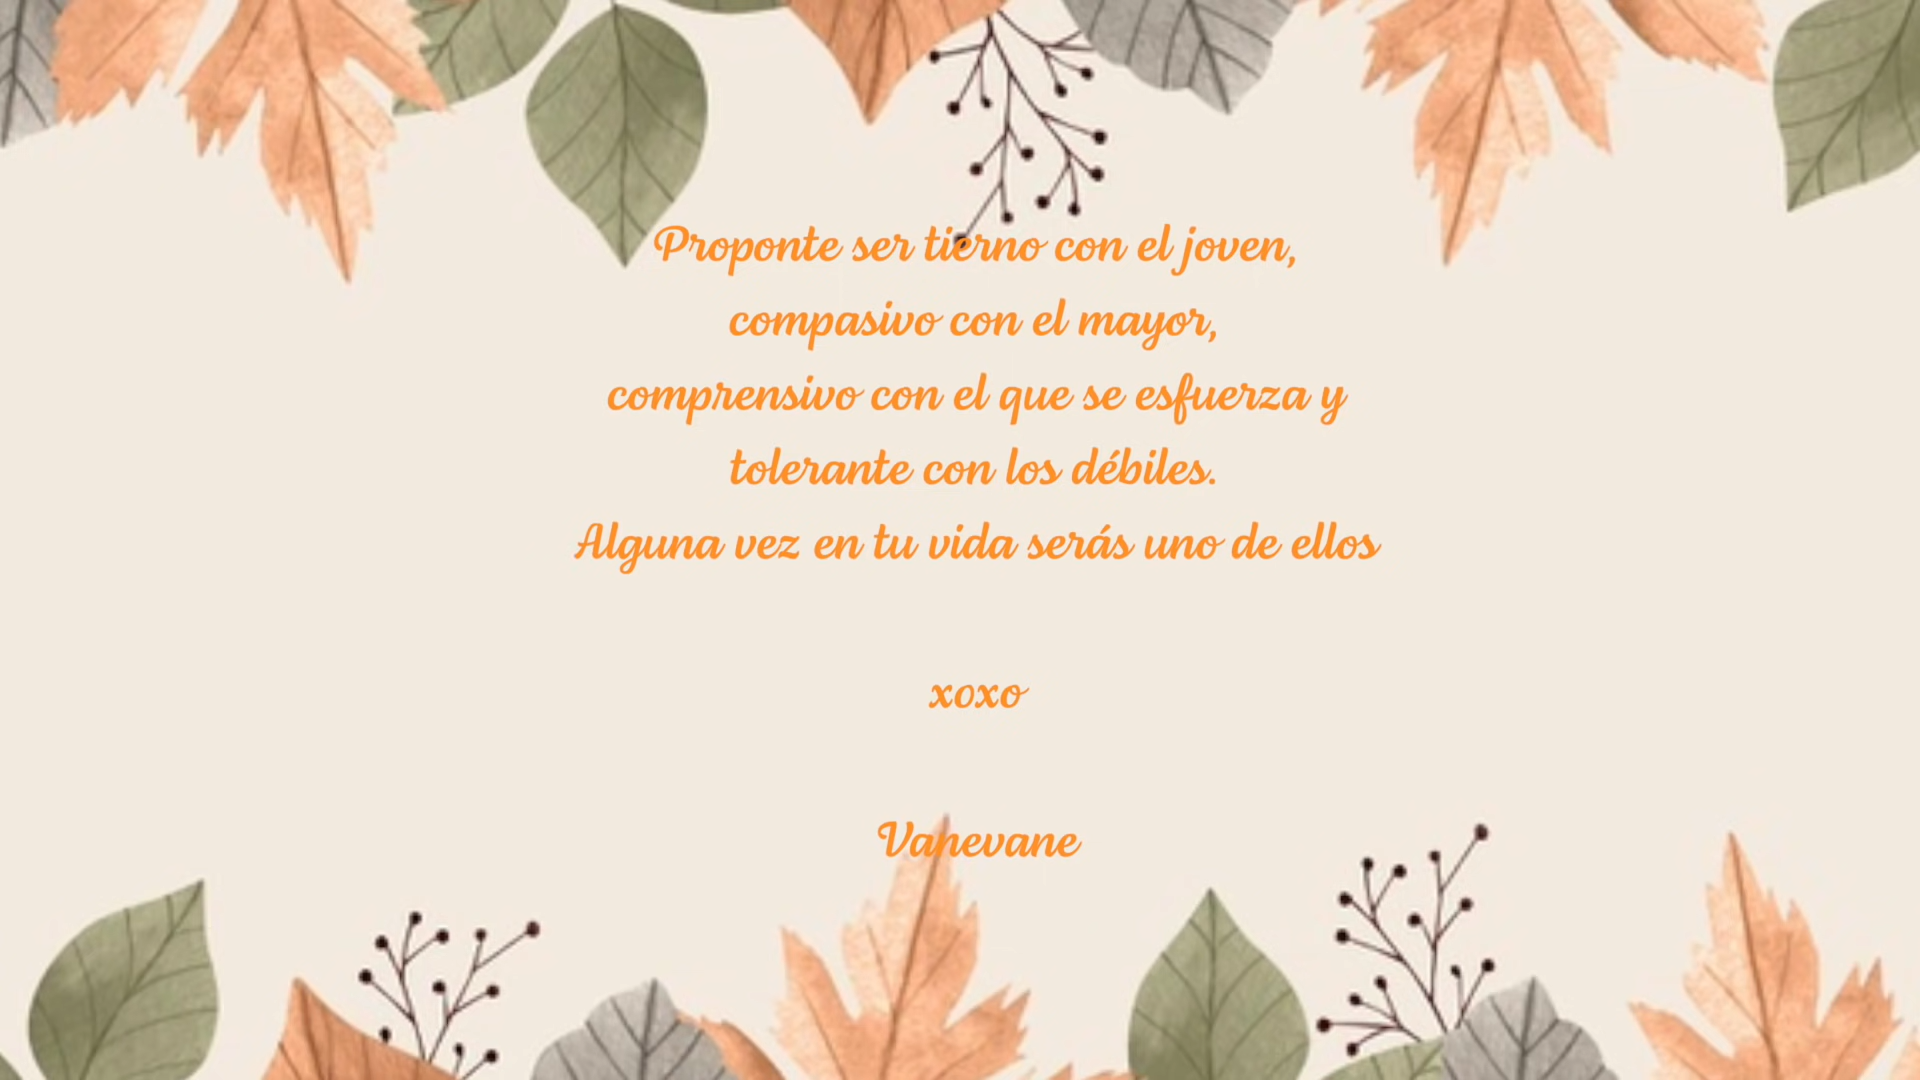 Proponte ser tierno con el joven,
compasivo con el mayor,
comprensivo con el que se esfuerza y
tolerante con los débiles.
Alguna vez en tu vida serás uno de ellos
xoxo
Vanevane